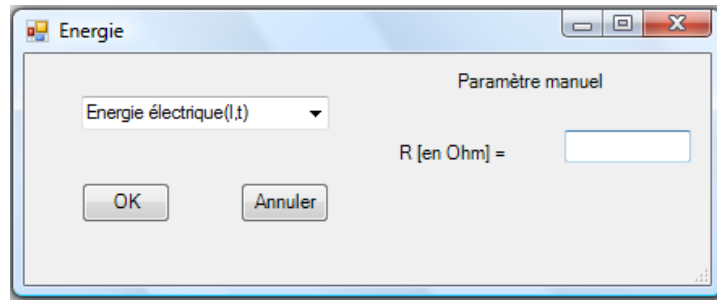 Energie
Paramètre manuel
Energie électrique(I,t)
R [en Ohm] =
OK
Annuler